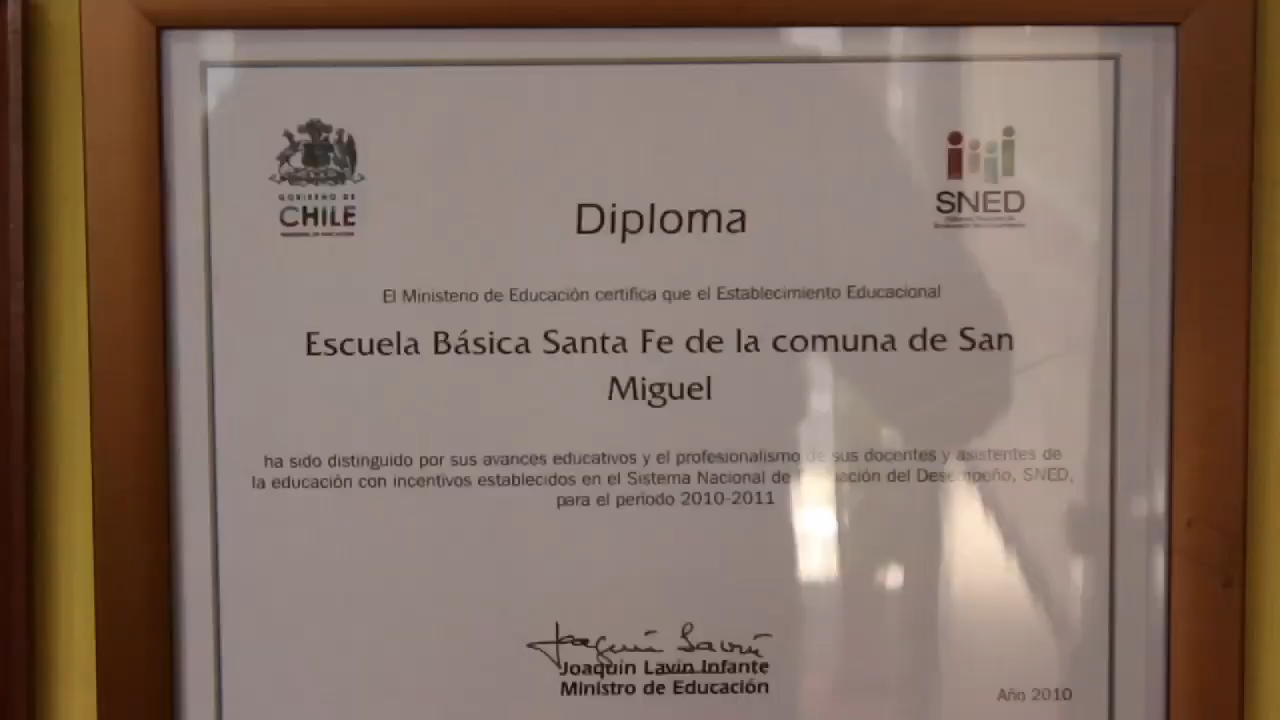 GOBIERNO DE
CHILE
SNED
Diploma
El Ministerio de Educación certifica que el Establecimiento Educacional
Escuela Básica Santa Fe de la comuna de San
Miguel
ha sido distinguido por sus avances educativos y el profesionalismo de sus docentes y asistentes de
la educación con incentivos establecidos en el Sistema Nacional de del Desempeño, SNED,
para el periodo 2010-2011
Joaquín Lavín
Joaquín Lavín Infante
Ministro de Educación
Año 2010